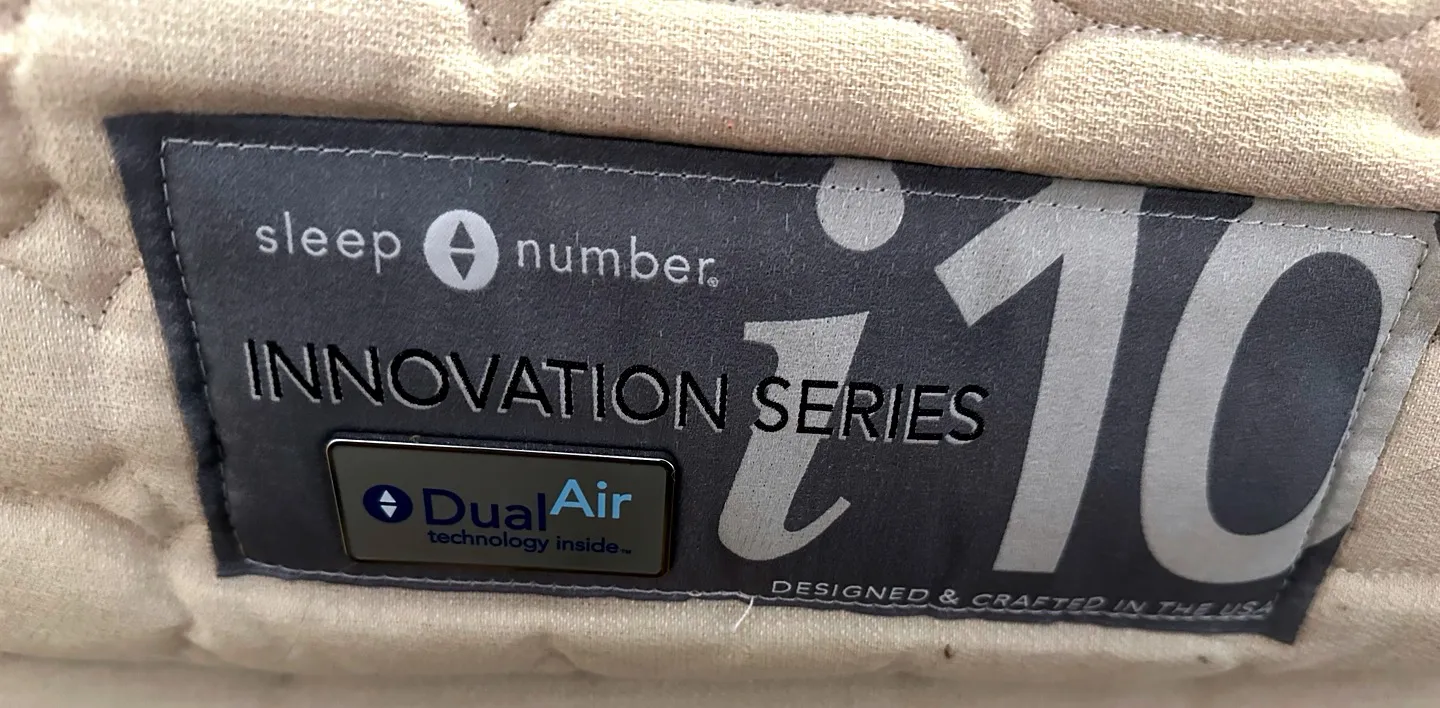 sleep number®
i10
INNOVATION SERIES
DualAir
technology inside™
DESIGNED & CRAFTED IN THE USA